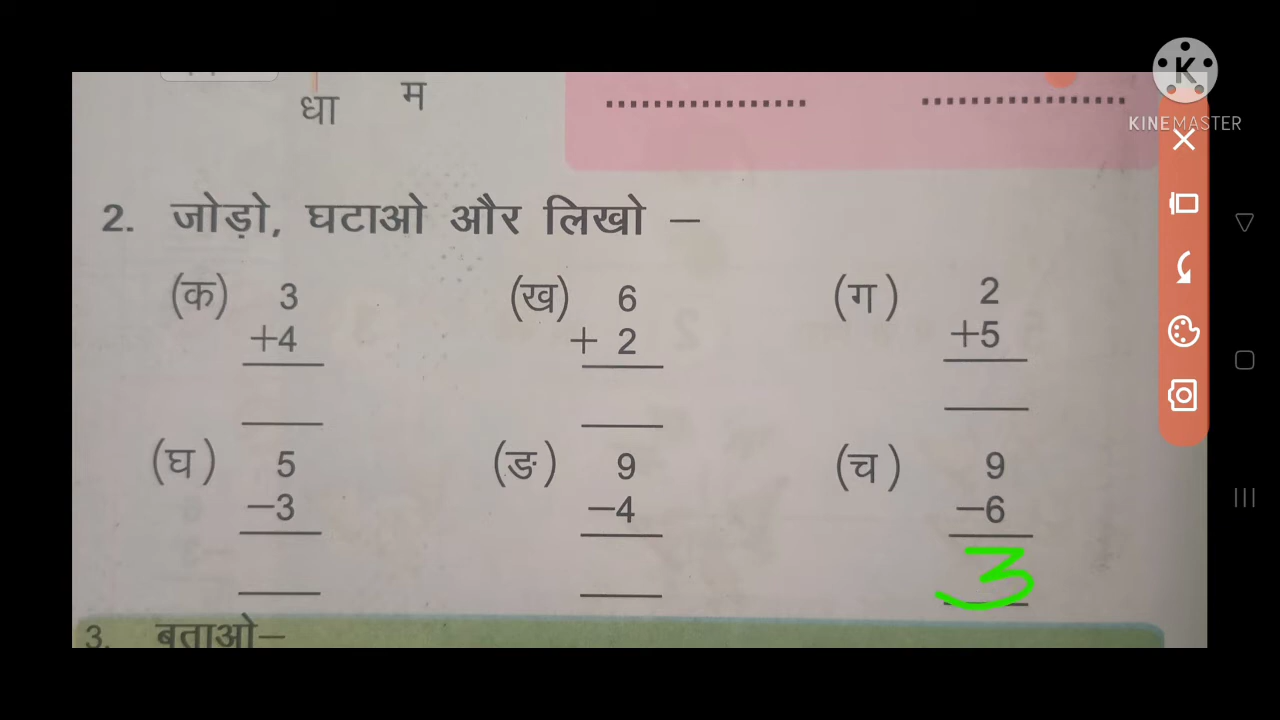 धा म
................ .................
K
KINEMASTER
2. जोड़ो, घटाओ और लिखो –
(क) 3 (ख) 6 (ग) 2
+4 + 2 +5
(घ) 5 (ङ) 9 (च) 9
–3 –4 –6
3
3. बताओ–